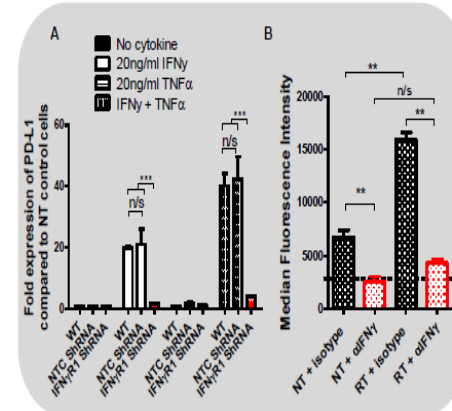 A
No cytokine
20ng/ml IFNγ
20ng/ml TNFα
IFNγ + TNFα
Fold expression of PD-L1
compared to NT control cells
60
40
20
0
***
n/s
***
n/s
WT
NTC ShRNA
IFNγR1 ShRNA
WT
NTC ShRNA
IFNγR1 ShRNA
WT
NTC ShRNA
IFNγR1 ShRNA
WT
NTC ShRNA
IFNγR1 ShRNA
B
Median Fluorescence Intensity
20000
15000
10000
5000
0
**
n/s
**
**
NT + isotype
NT + αIFNγ
RT + isotype
RT + αIFNγ